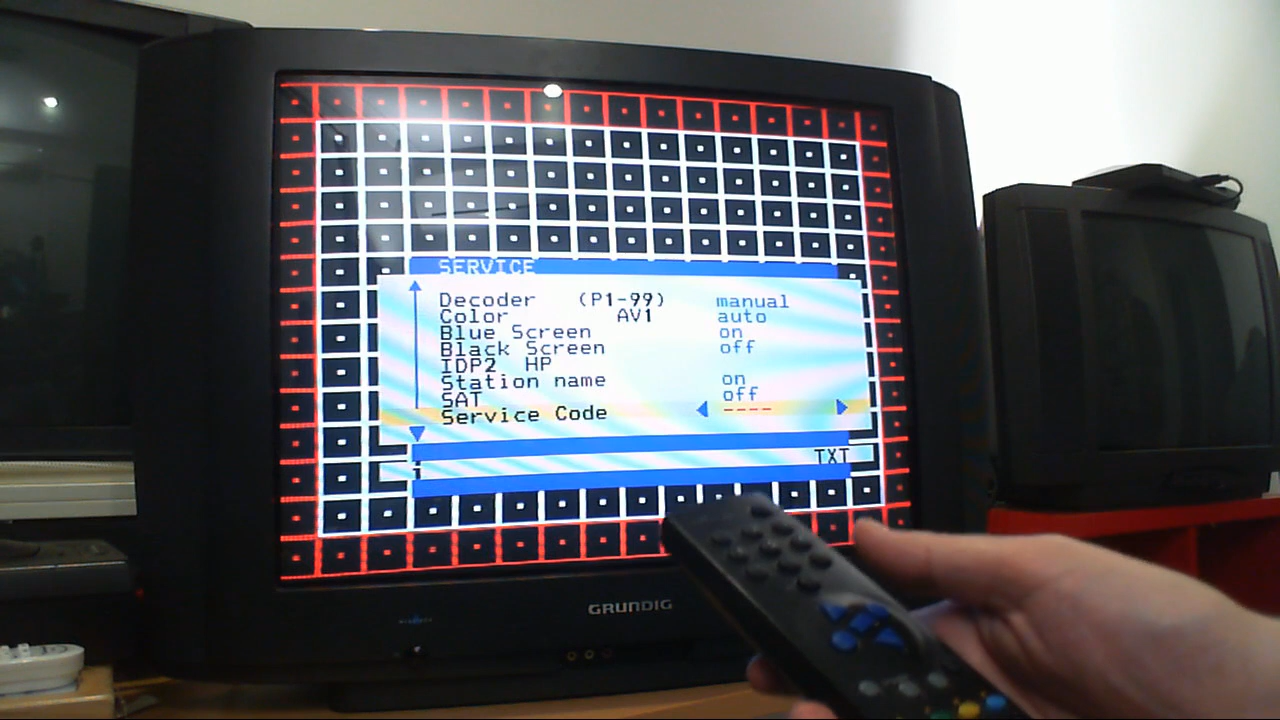 SERVICE
Decoder (P1-99) manual
Color AV1 auto
Blue Screen on
Black Screen off
IDP2 HP
Station name on
SAT off
Service Code ----
i TXT
GRUNDIG